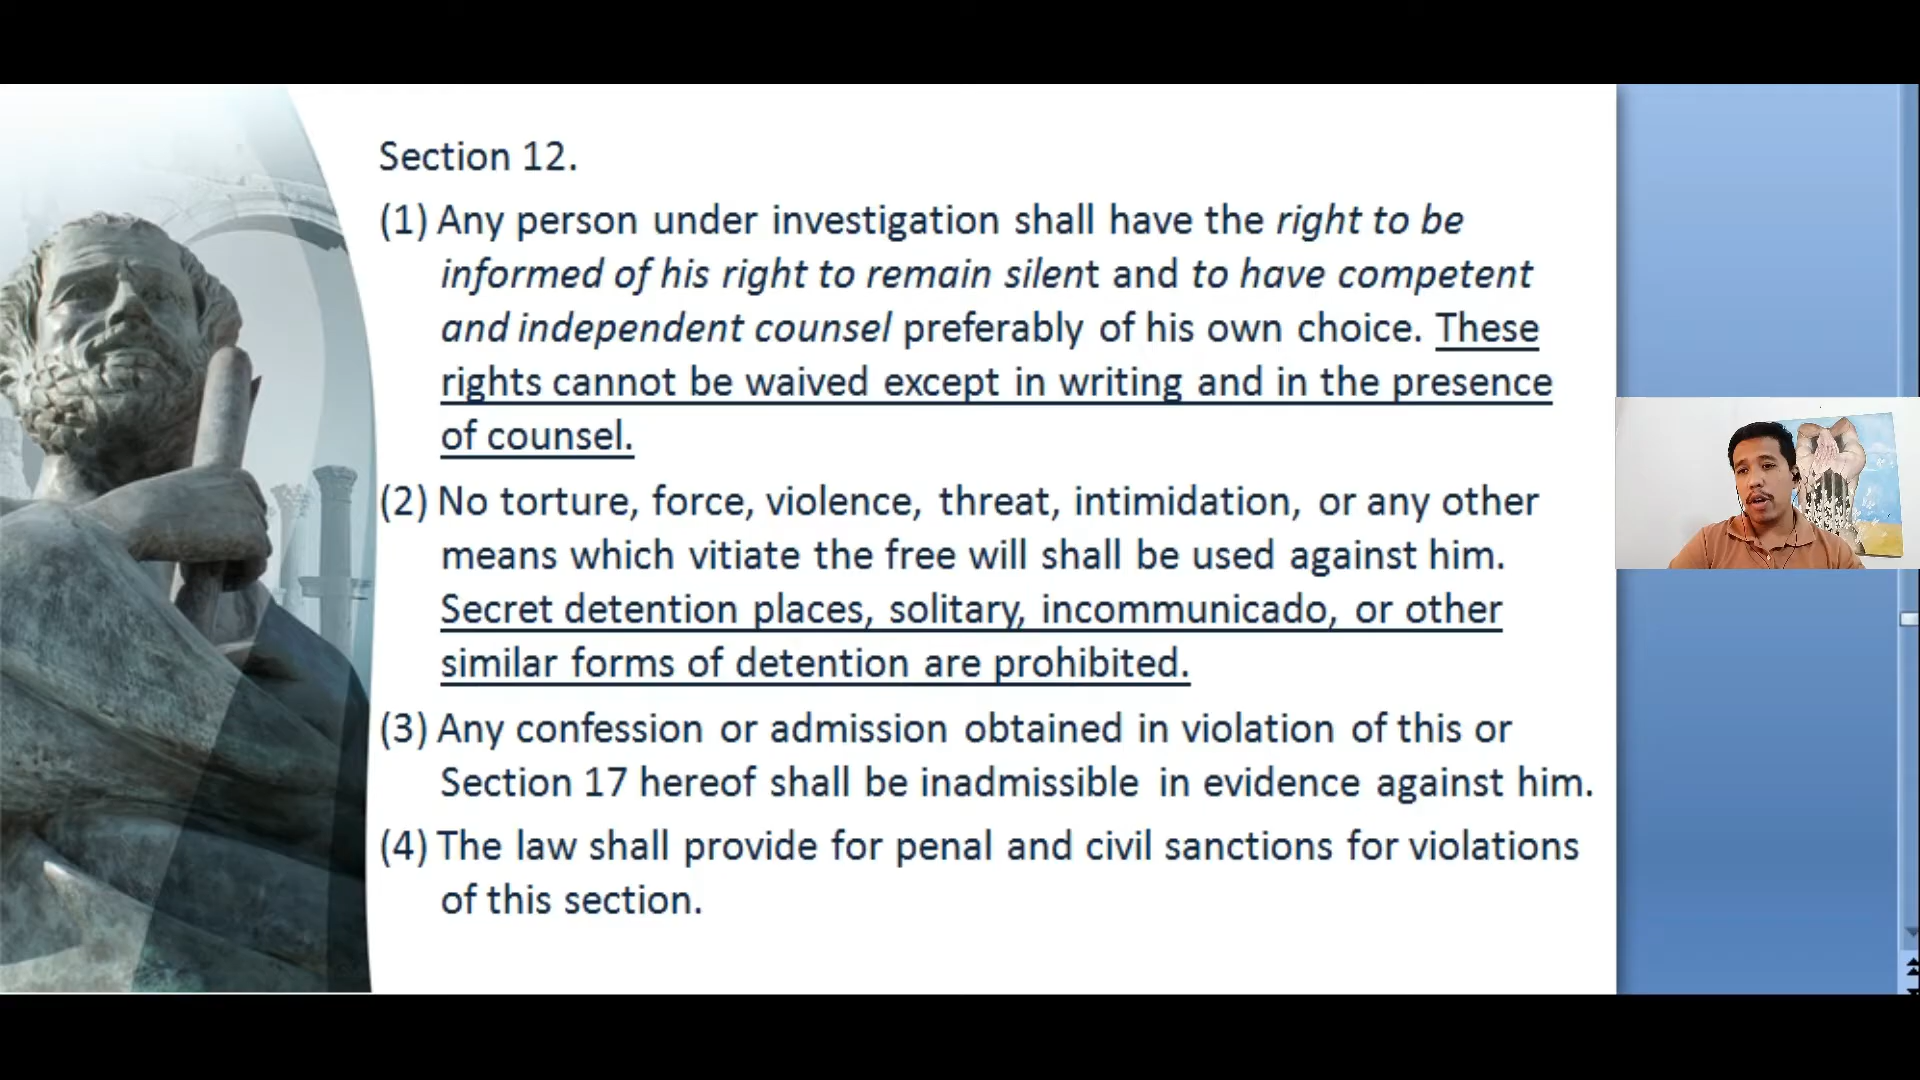 Section 12.
(1) Any person under investigation shall have the right to be
informed of his right to remain silent and to have competent
and independent counsel preferably of his own choice. These
rights cannot be waived except in writing and in the presence
of counsel.
(2) No torture, force, violence, threat, intimidation, or any other
means which vitiate the free will shall be used against him.
Secret detention places, solitary, incommunicado, or other
similar forms of detention are prohibited.
(3) Any confession or admission obtained in violation of this or
Section 17 hereof shall be inadmissible in evidence against him.
(4) The law shall provide for penal and civil sanctions for violations
of this section.